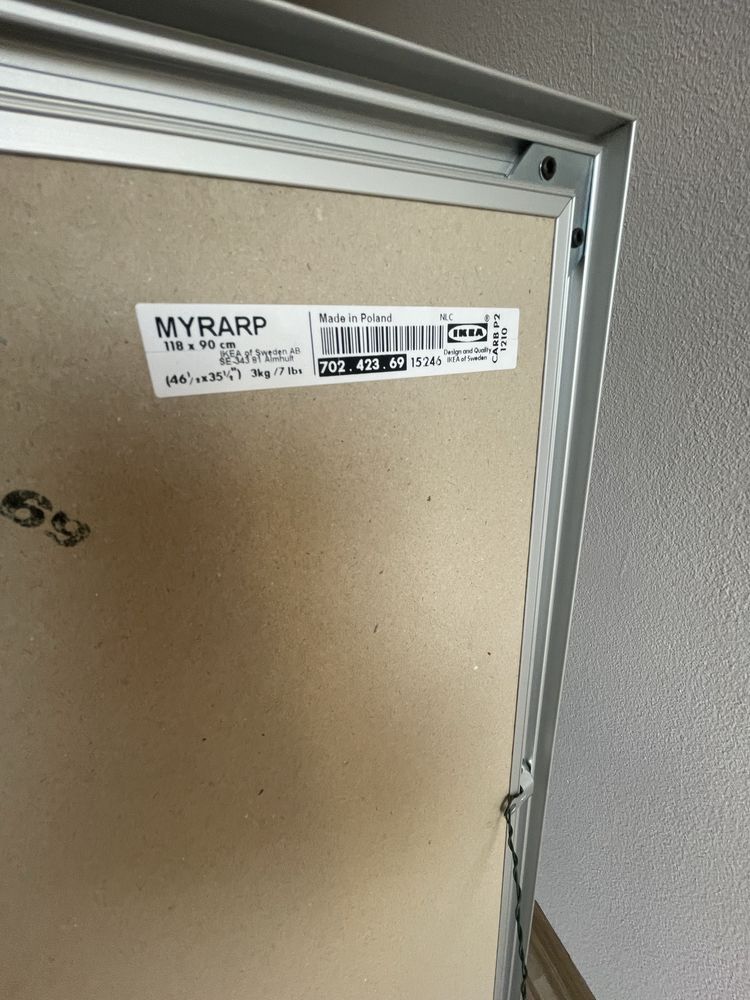 MYRARP
118 x 90 cm
IKEA of Sweden AB
SE-343 81 Älmhult
(46½x35½") 3kg/7 lbs
Made in Poland
NLC
702.423.69 15246
IKEA®
Design and Quality
IKEA of Sweden
CARB P2
1210
69